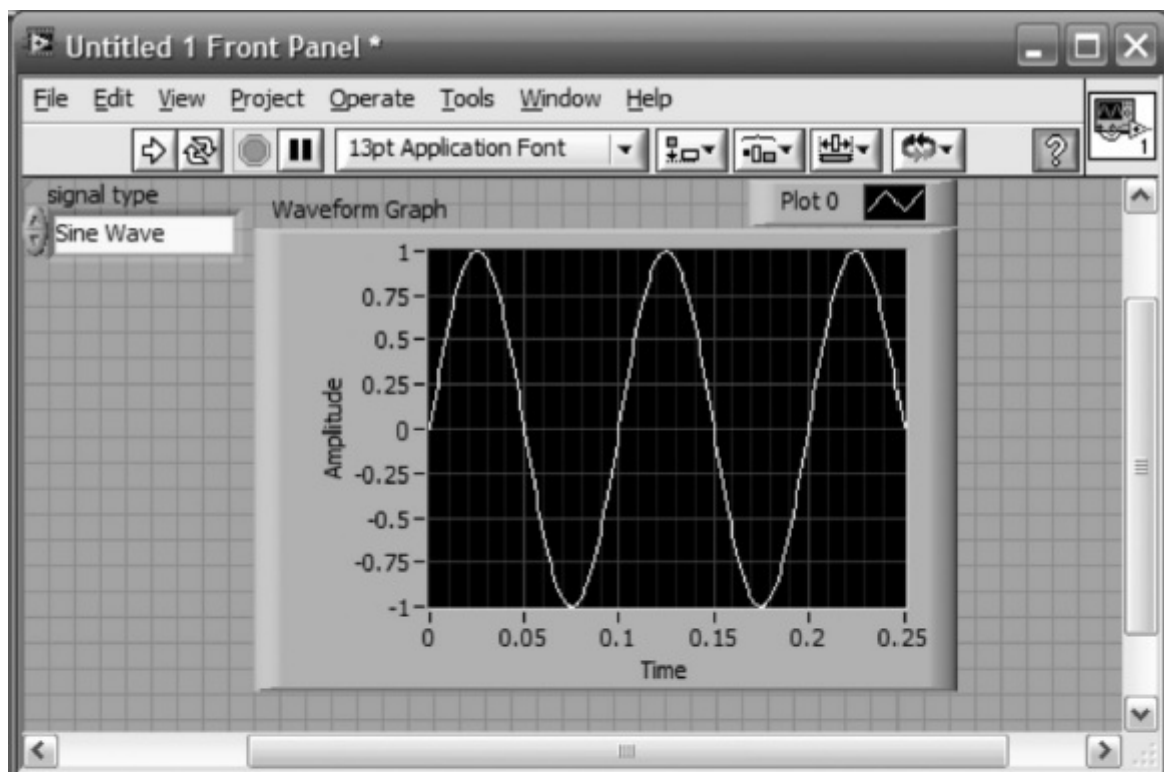 Untitled 1 Front Panel *
File Edit View Project Operate Tools Window Help
13pt Application Font
1
signal type
Sine Wave
Waveform Graph
Plot 0
1
0.75
0.5
0.25
0
-0.25
-0.5
-0.75
-1
Amplitude
0 0.05 0.1 0.15 0.2 0.25
Time